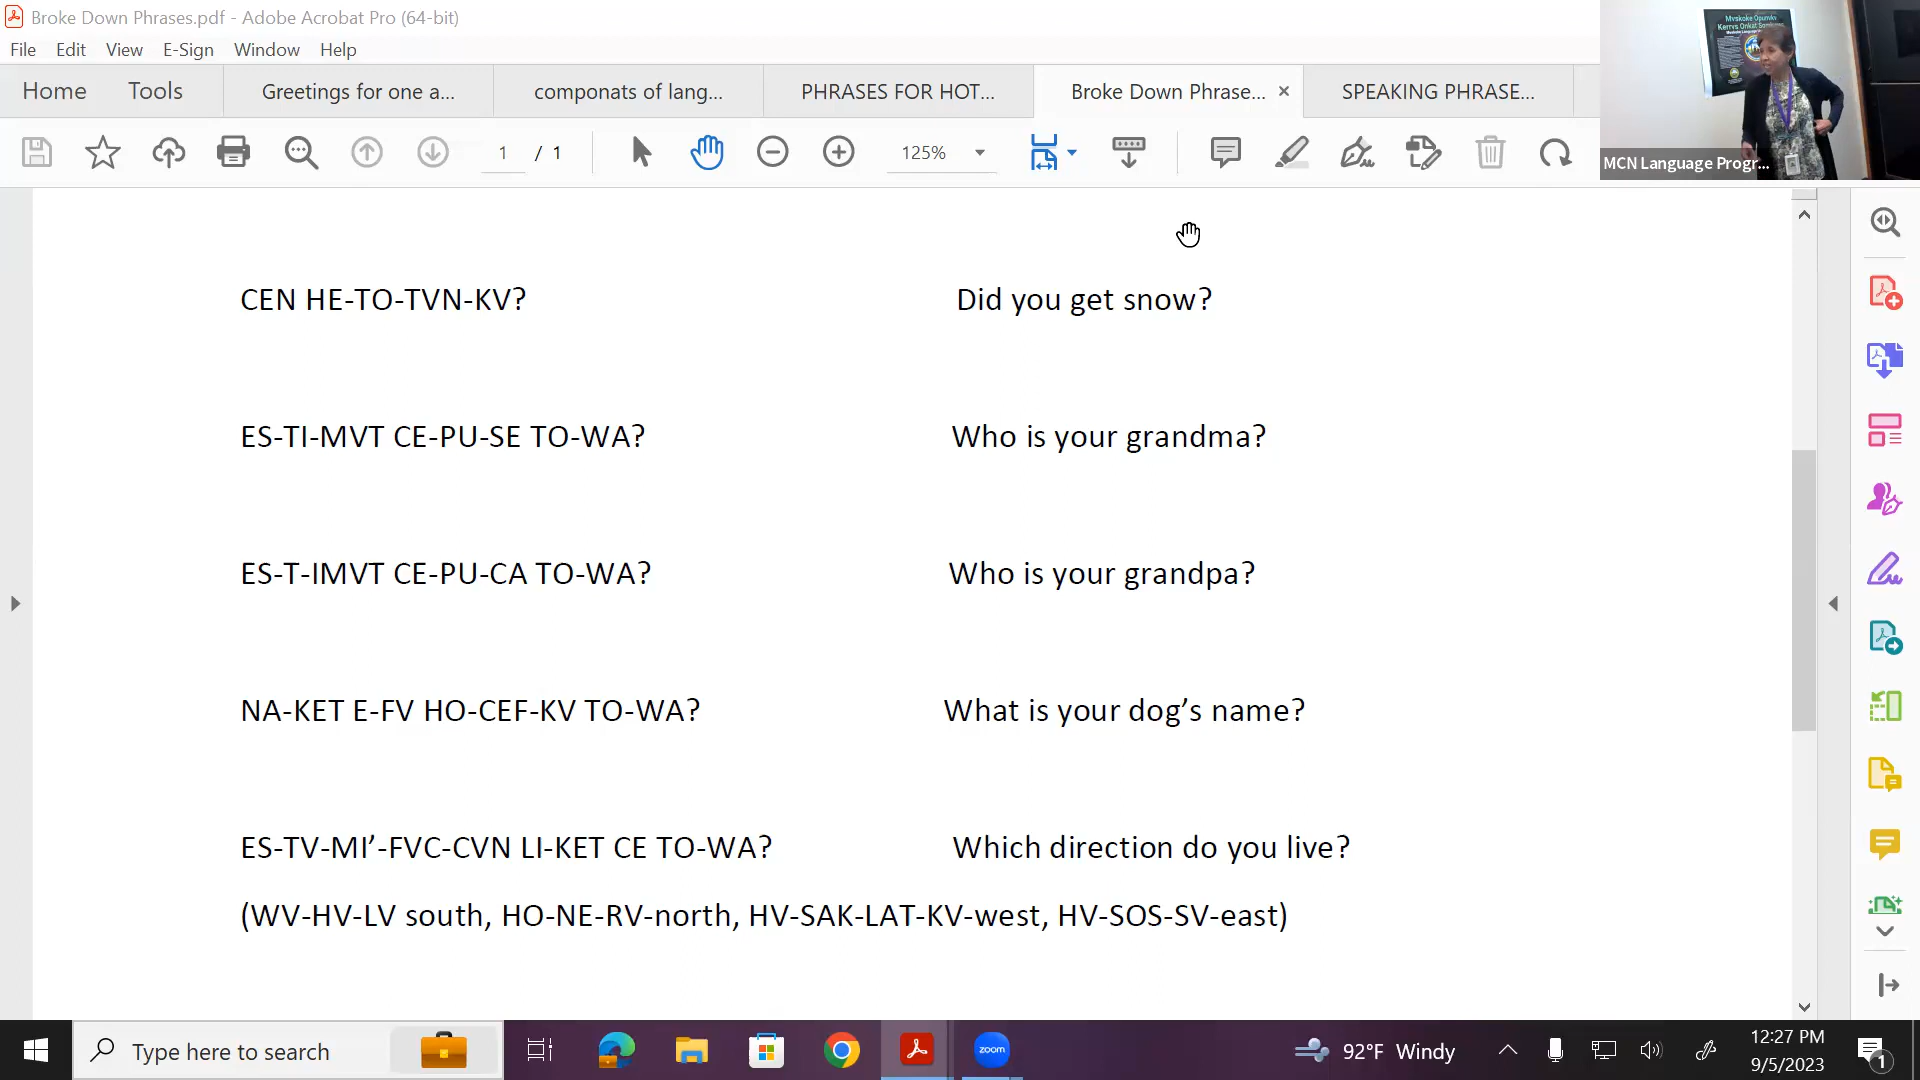 Broke Down Phrases.pdf - Adobe Acrobat Pro (64-bit)
File Edit View E-Sign Window Help
Home Tools Greetings for one a... componats of lang... PHRASES FOR HOT... Broke Down Phrase... × SPEAKING PHRASE...
1 / 1 125%
Mvskoke Opunvkv
MCN Language Progr...
CEN HE-TO-TVN-KV? Did you get snow?
ES-TI-MVT CE-PU-SE TO-WA? Who is your grandma?
ES-T-IMVT CE-PU-CA TO-WA? Who is your grandpa?
NA-KET E-FV HO-CEF-KV TO-WA? What is your dog’s name?
ES-TV-MI’-FVC-CVN LI-KET CE TO-WA? Which direction do you live?
(WV-HV-LV south, HO-NE-RV-north, HV-SAK-LAT-KV-west, HV-SOS-SV-east)
Type here to search zoom 92°F Windy 12:27 PM
9/5/2023 1